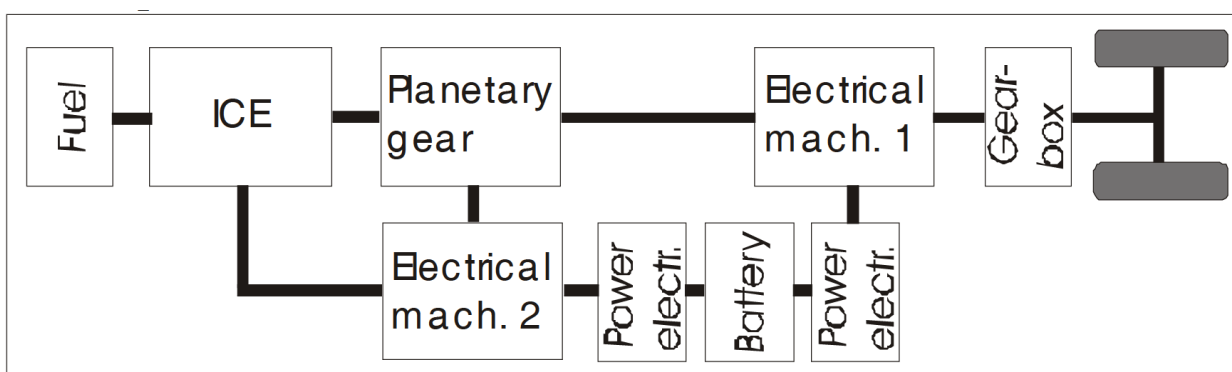 Fuel
ICE
Planetary
gear
Electrical
mach. 1
Gear-
box
Electrical
mach. 2
Power
electr.
Battery
Power
electr.